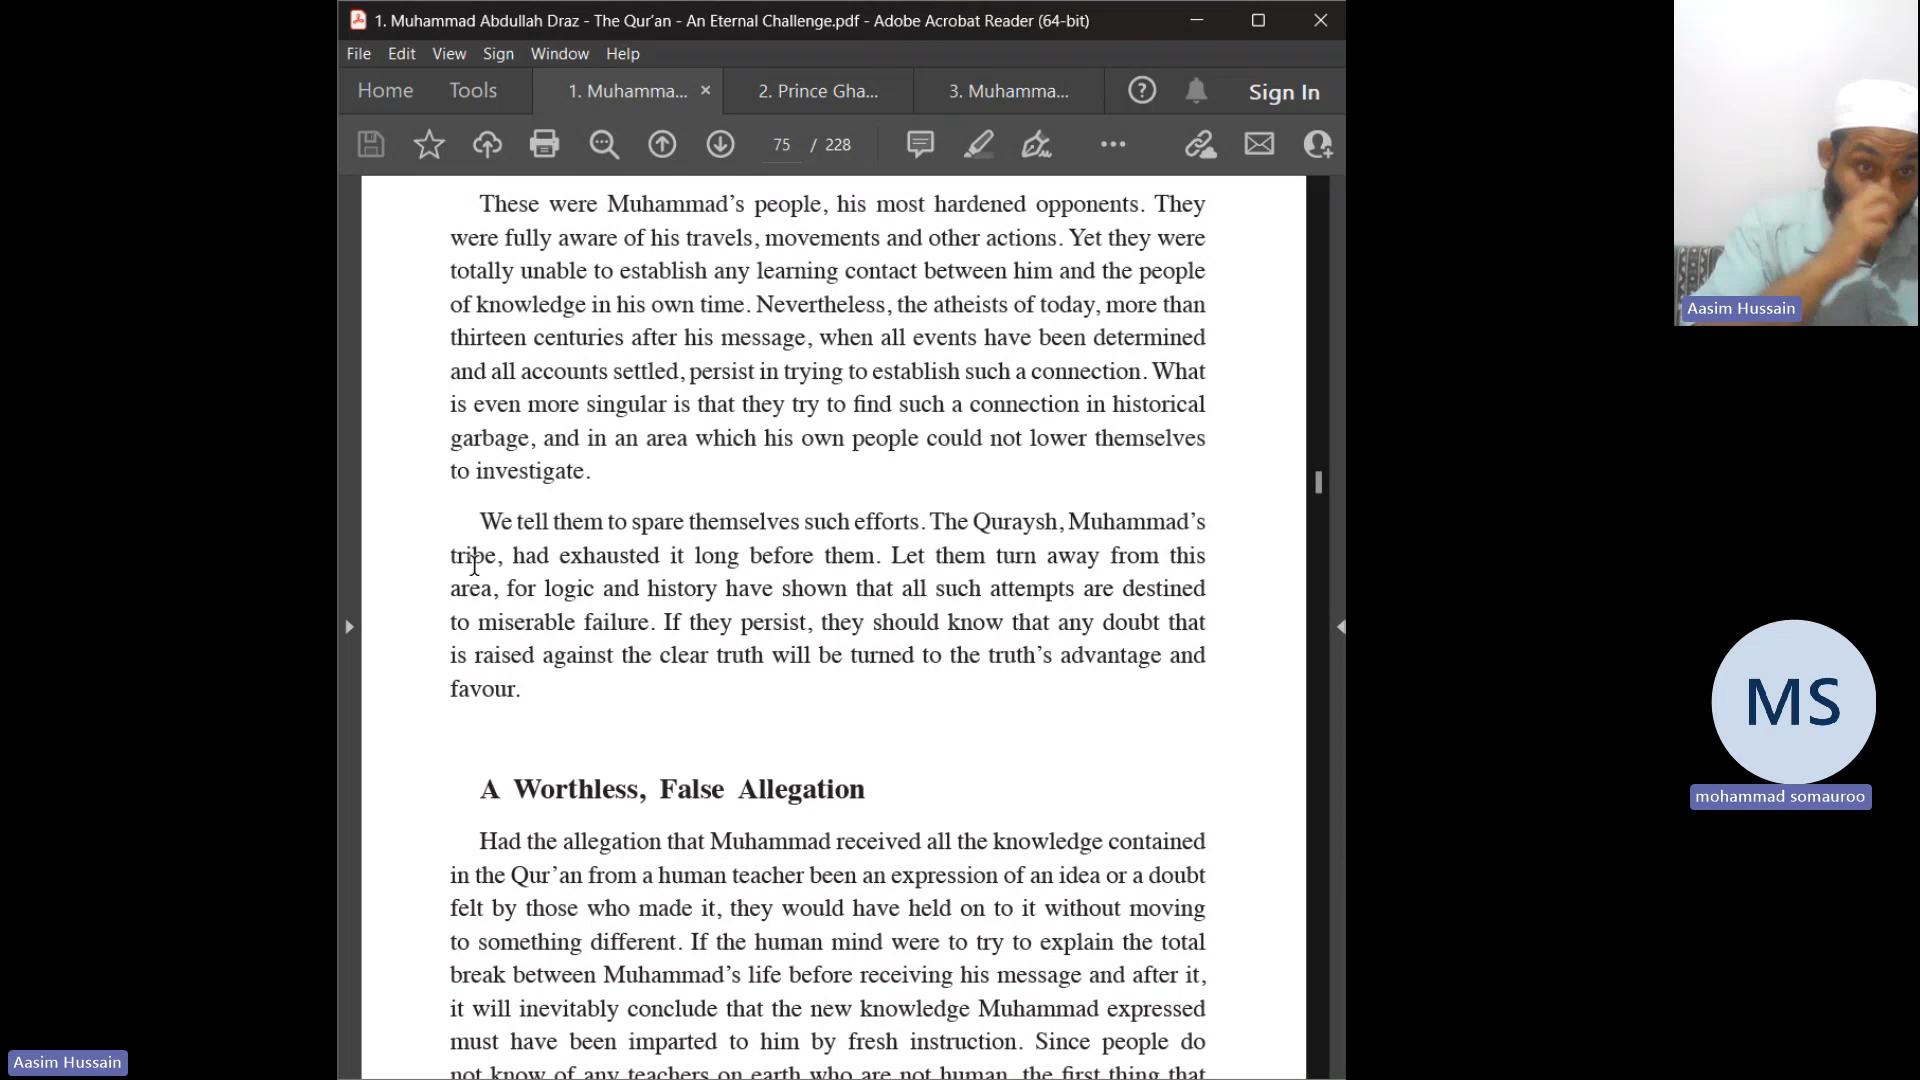 1. Muhammad Abdullah Draz - The Qur’an - An Eternal Challenge.pdf - Adobe Acrobat Reader (64-bit)
File Edit View Sign Window Help
Home Tools 1. Muhamma... × 2. Prince Gha... 3. Muhamma... Sign In
75 / 228
These were Muhammad’s people, his most hardened opponents. They
were fully aware of his travels, movements and other actions. Yet they were
totally unable to establish any learning contact between him and the people
of knowledge in his own time. Nevertheless, the atheists of today, more than
thirteen centuries after his message, when all events have been determined
and all accounts settled, persist in trying to establish such a connection. What
is even more singular is that they try to find such a connection in historical
garbage, and in an area which his own people could not lower themselves
to investigate.
We tell them to spare themselves such efforts. The Quraysh, Muhammad’s
tribe, had exhausted it long before them. Let them turn away from this
area, for logic and history have shown that all such attempts are destined
to miserable failure. If they persist, they should know that any doubt that
is raised against the clear truth will be turned to the truth’s advantage and
favour.
A Worthless, False Allegation
Had the allegation that Muhammad received all the knowledge contained
in the Qur’an from a human teacher been an expression of an idea or a doubt
felt by those who made it, they would have held on to it without moving
to something different. If the human mind were to try to explain the total
break between Muhammad’s life before receiving his message and after it,
it will inevitably conclude that the new knowledge Muhammad expressed
must have been imparted to him by fresh instruction. Since people do
not know of any teachers on earth who are not human, the first thing that
Aasim Hussain
MS
mohammad somauroo
Aasim Hussain